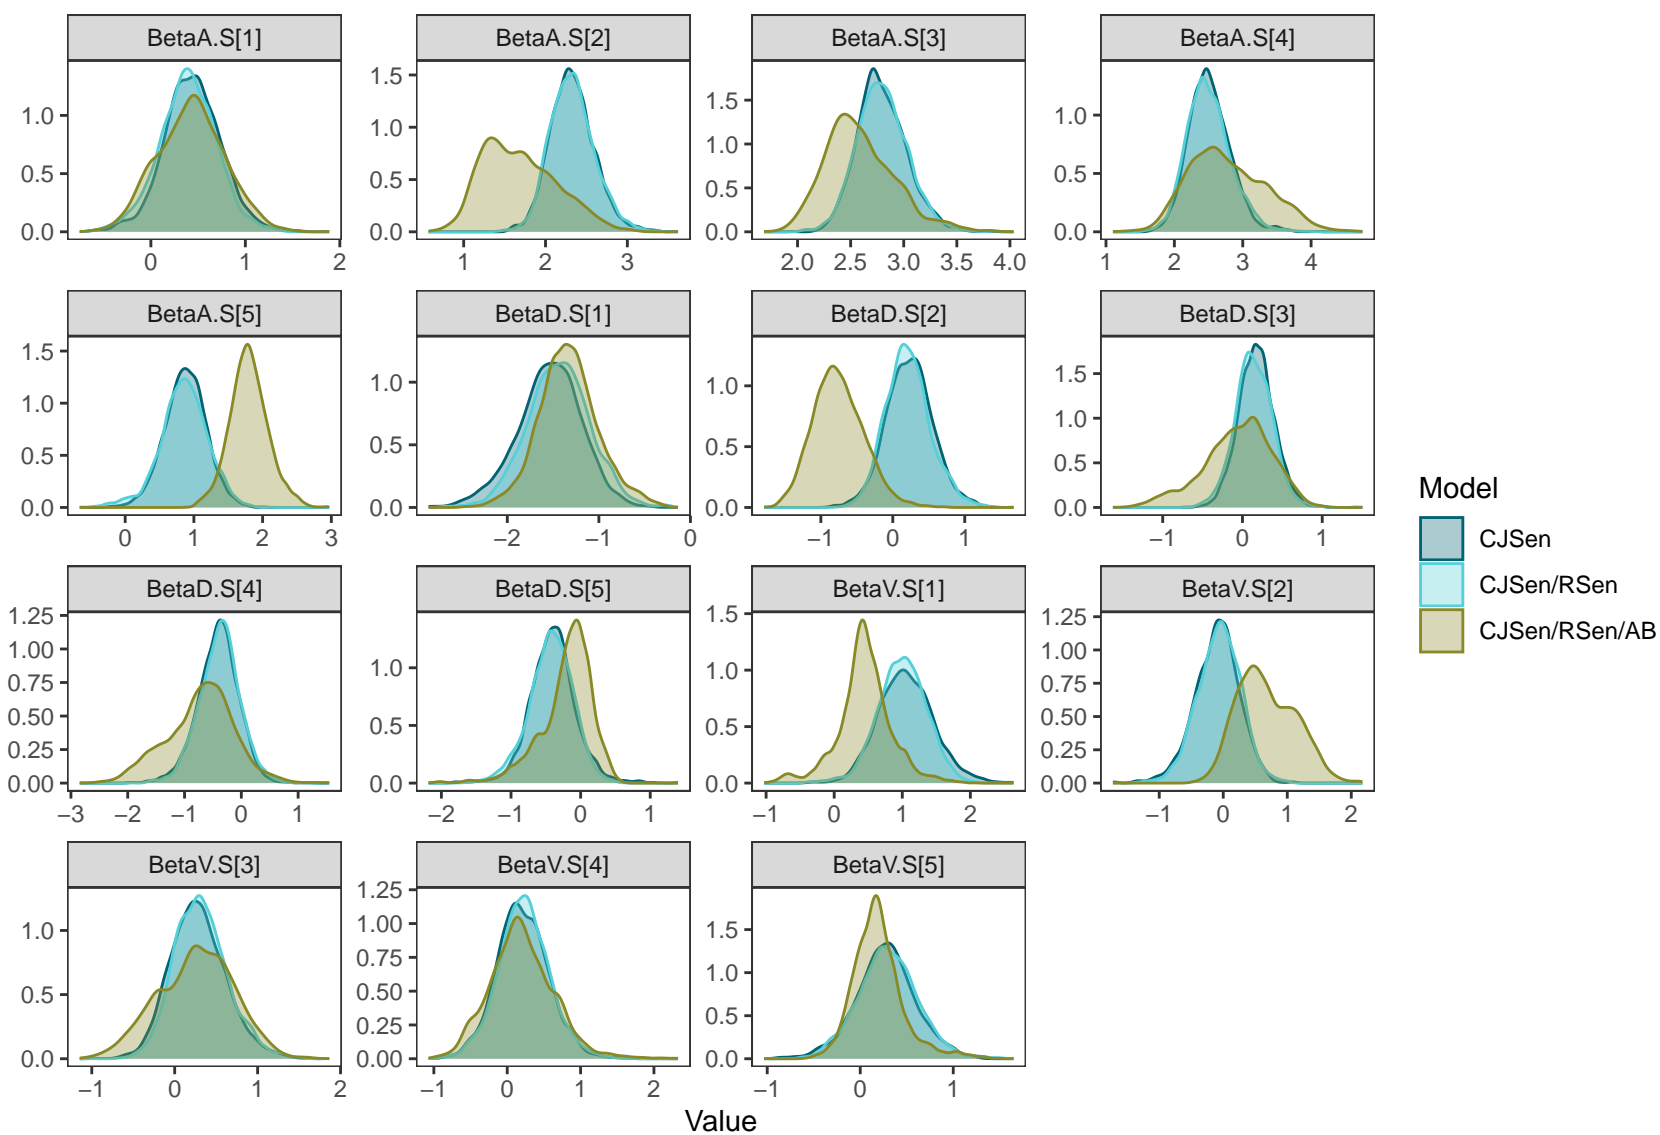 BetaA.S[1] BetaA.S[2] BetaA.S[3] BetaA.S[4]
1.0 0.5 0.0
1.5 1.0 0.5 0.0
1.5 1.0 0.5 0.0
1.0 0.5 0.0
0 1 2 1 2 3 2.0 2.5 3.0 3.5 4.0 1 2 3 4
BetaA.S[5] BetaD.S[1] BetaD.S[2] BetaD.S[3]
1.5 1.0 0.5 0.0
1.0 0.5 0.0
1.0 0.5 0.0
1.5 1.0 0.5 0.0
0 1 2 3 −2 −1 0 −1 0 1 −1 0 1
BetaD.S[4] BetaD.S[5] BetaV.S[1] BetaV.S[2]
1.25 1.00 0.75 0.50 0.25 0.00
1.0 0.5 0.0
1.5 1.0 0.5 0.0
1.25 1.00 0.75 0.50 0.25 0.00
−3 −2 −1 0 1 −2 −1 0 1 −1 0 1 2 −1 0 1 2
BetaV.S[3] BetaV.S[4] BetaV.S[5]
1.0 0.5 0.0
1.25 1.00 0.75 0.50 0.25 0.00
1.5 1.0 0.5 0.0
−1 0 1 2 −1 0 1 2 −1 0 1
Value
Model
CJSen
CJSen/RSen
CJSen/RSen/AB